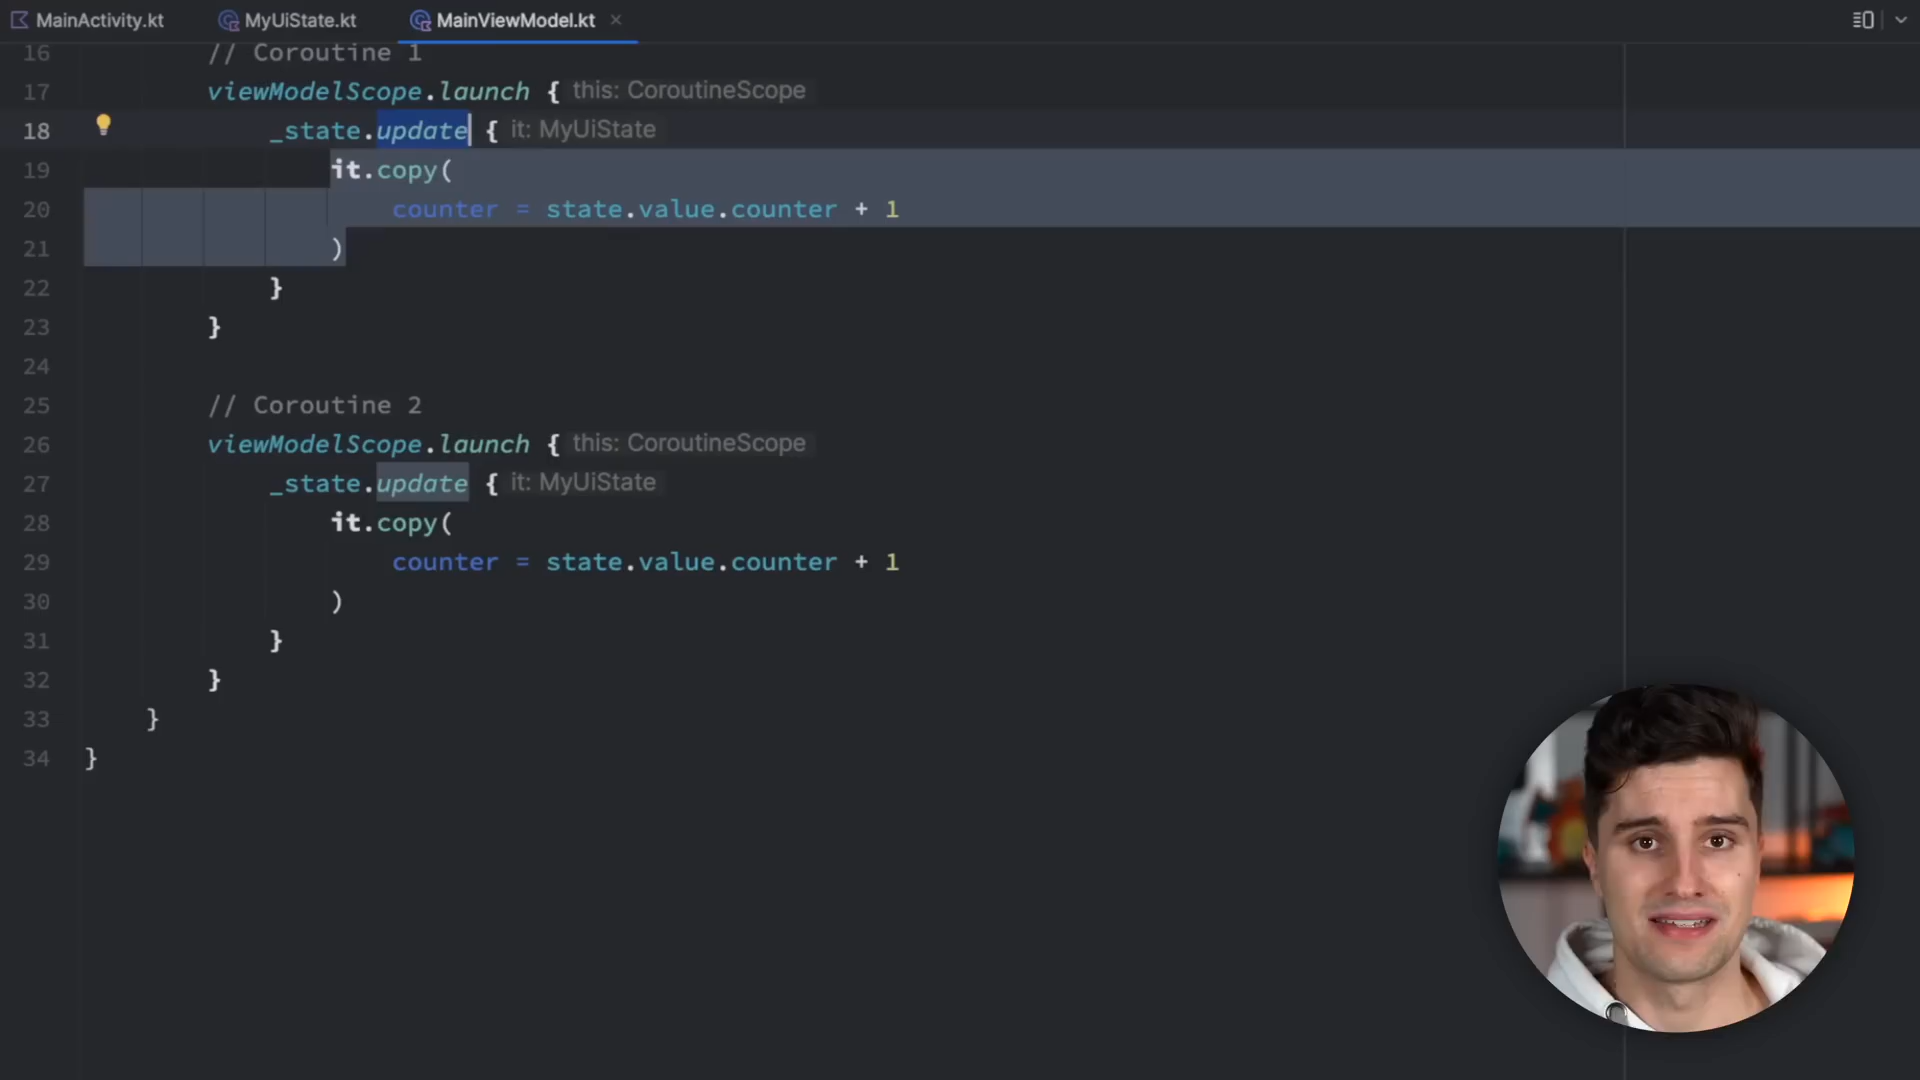 MainActivity.kt MyUiState.kt MainViewModel.kt
16 // Coroutine 1
17 viewModelScope.launch { this: CoroutineScope
18 _state.update { it: MyUiState
19 it.copy(
20 counter = state.value.counter + 1
21 )
22 }
23 }
24
25 // Coroutine 2
26 viewModelScope.launch { this: CoroutineScope
27 _state.update { it: MyUiState
28 it.copy(
29 counter = state.value.counter + 1
30 )
31 }
32 }
33 }
34 }